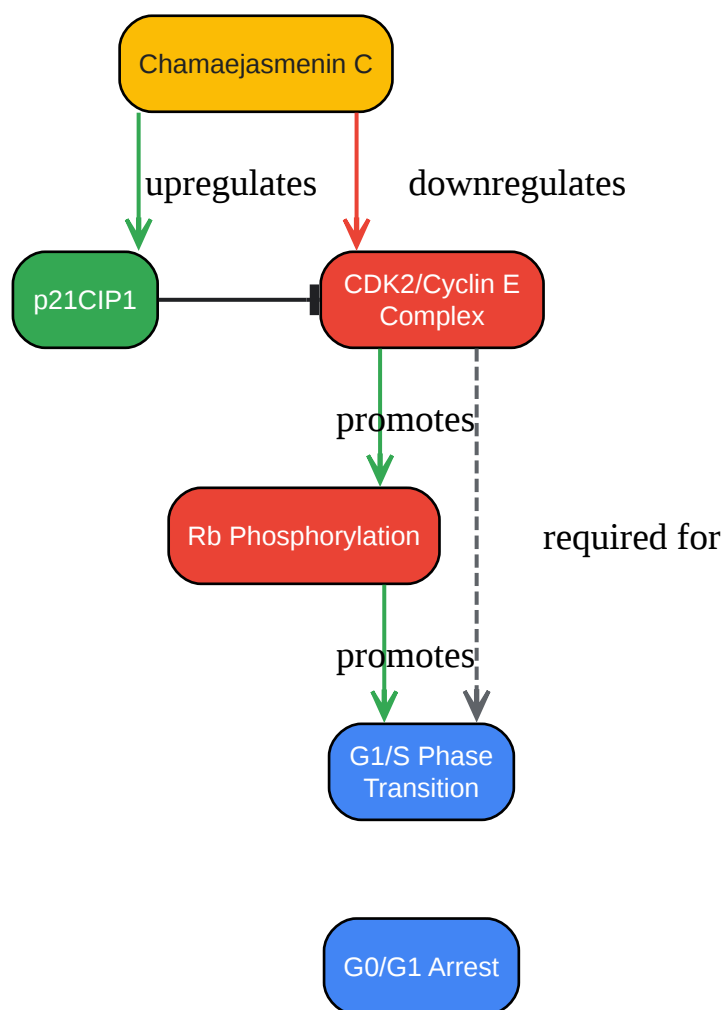 Chamaejasmenin C
upregulates
downregulates
p21CIP1
CDK2/Cyclin E
Complex
promotes
Rb Phosphorylation
required for
promotes
G1/S Phase
Transition
G0/G1 Arrest